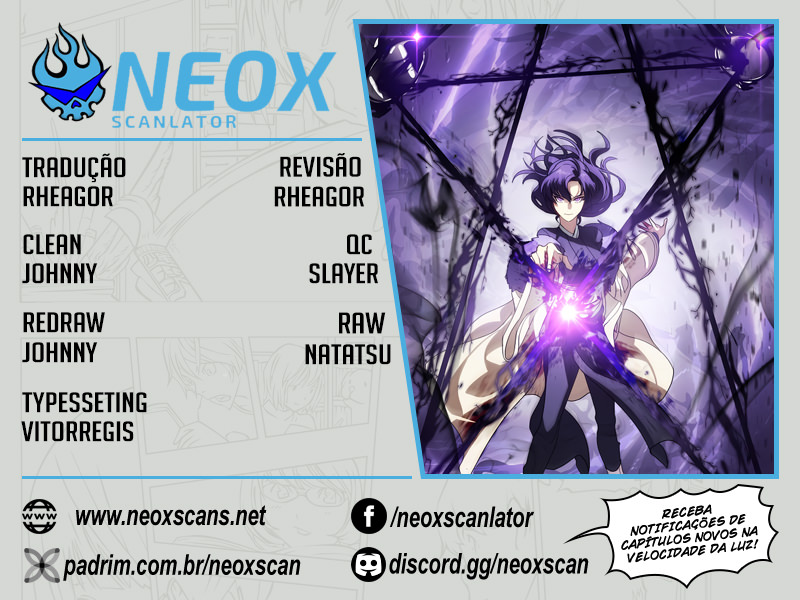 NEOX
SCANLATOR
TRADUÇÃO
RHEAGOR
REVISÃO
RHEAGOR
CLEAN
JOHNNY
QC
SLAYER
REDRAW
JOHNNY
RAW
NATATSU
TYPESSETING
VITORREGIS
WWW
www.neoxscans.net
/neoxscanlator
padrim.com.br/neoxscan
discord.gg/neoxscan
RECEBA
NOTIFICAÇÕES DE
CAPÍTULOS NOVOS NA
VELOCIDADE DA LUZ!